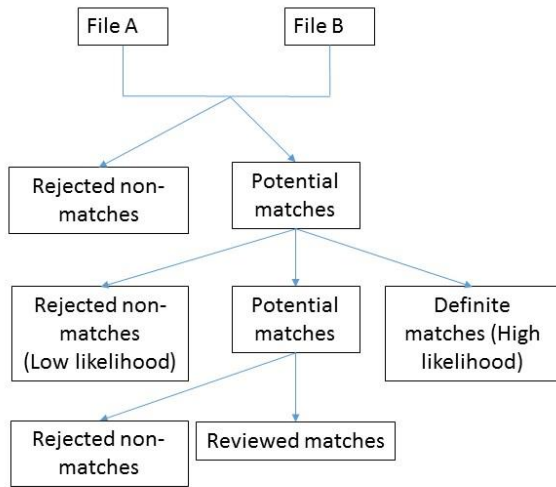 File A
File B
Rejected non-
matches
Potential
matches
Rejected non-
matches
(Low likelihood)
Potential
matches
Definite
matches (High
likelihood)
Rejected non-
matches
Reviewed matches